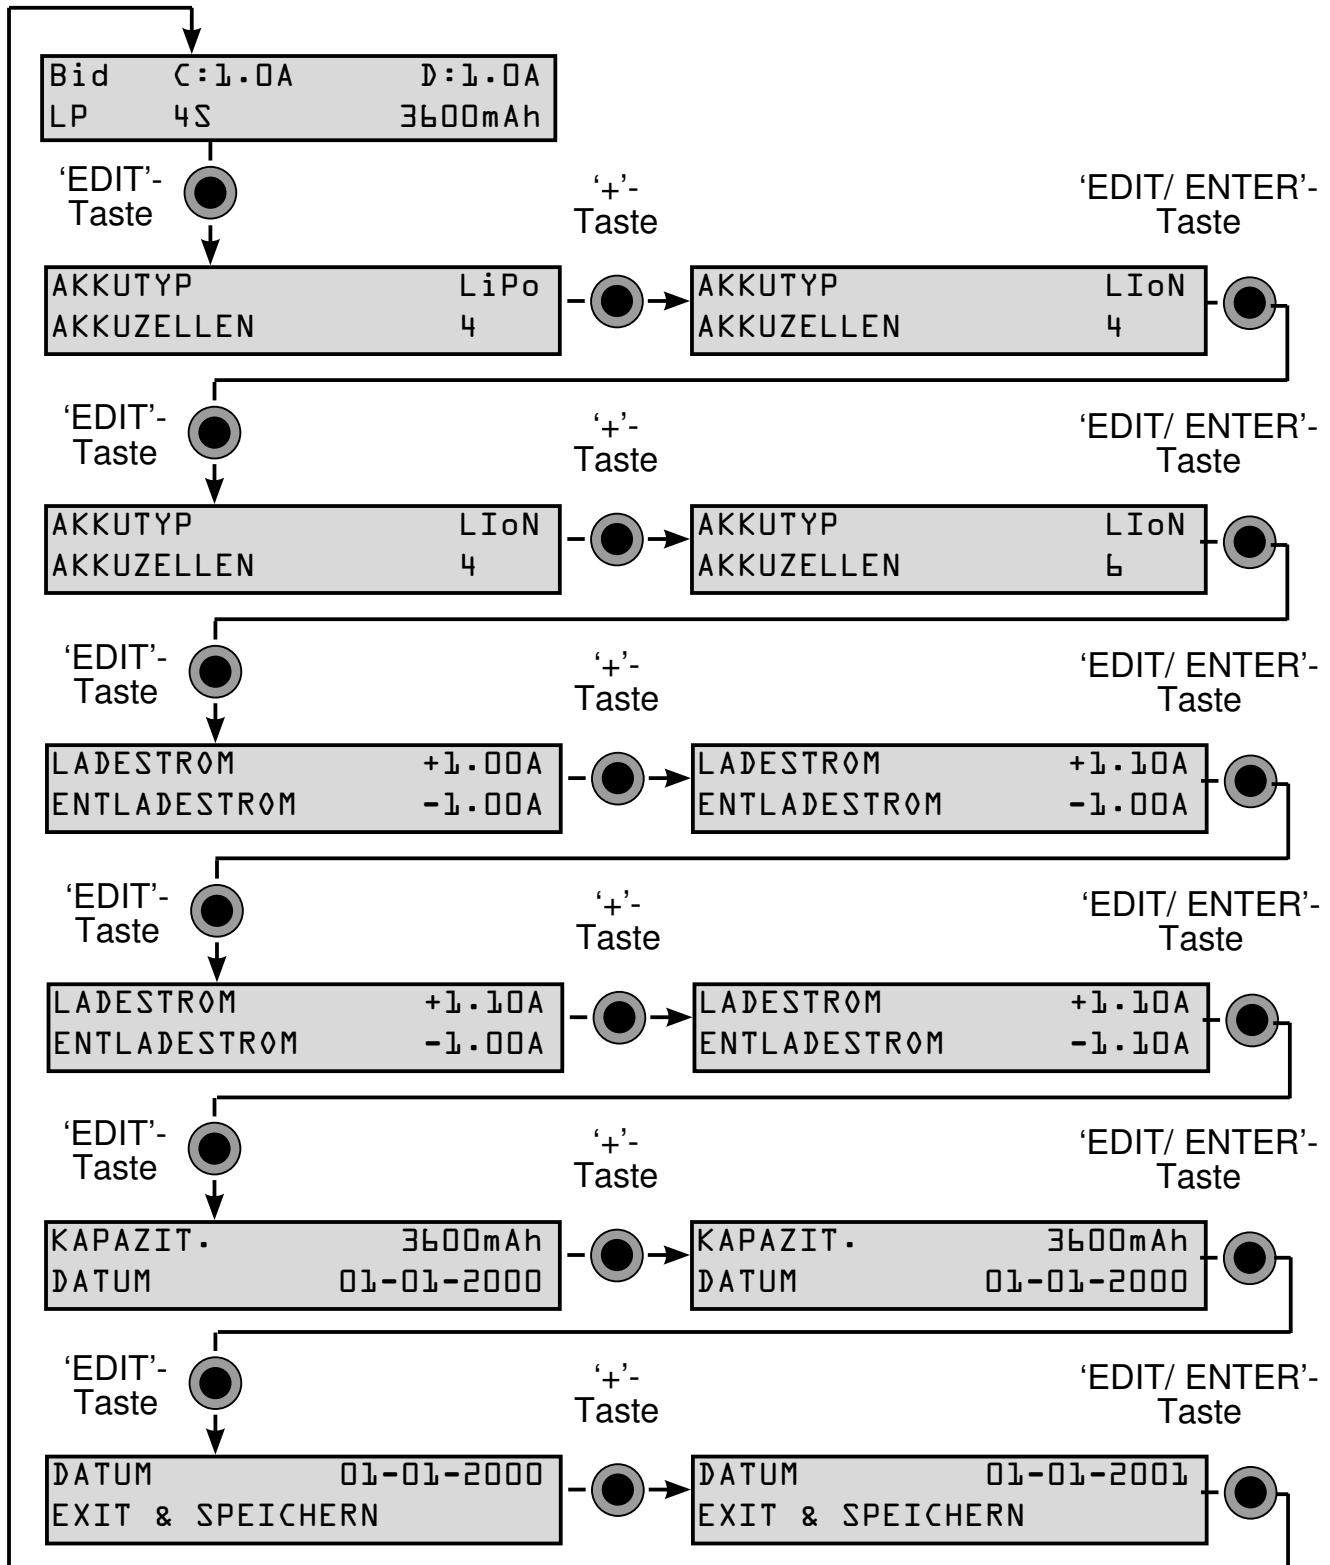 Bid C:1.0A D:1.0A
LP 4S 3600mAh
‘EDIT’-
Taste
‘+’-
Taste
‘EDIT/ ENTER’-
Taste
AKKUTYP LiPo
AKKUZELLEN 4
AKKUTYP LIoN
AKKUZELLEN 4
‘EDIT’-
Taste
‘+’-
Taste
‘EDIT/ ENTER’-
Taste
AKKUTYP LIoN
AKKUZELLEN 4
AKKUTYP LIoN
AKKUZELLEN 6
‘EDIT’-
Taste
‘+’-
Taste
‘EDIT/ ENTER’-
Taste
LADESTROM +1.00A
ENTLADESTROM -1.00A
LADESTROM +1.10A
ENTLADESTROM -1.00A
‘EDIT’-
Taste
‘+’-
Taste
‘EDIT/ ENTER’-
Taste
LADESTROM +1.10A
ENTLADESTROM -1.00A
LADESTROM +1.10A
ENTLADESTROM -1.10A
‘EDIT’-
Taste
‘+’-
Taste
‘EDIT/ ENTER’-
Taste
KAPAZIT. 3600mAh
DATUM 01-01-2000
KAPAZIT. 3600mAh
DATUM 01-01-2000
‘EDIT’-
Taste
‘+’-
Taste
‘EDIT/ ENTER’-
Taste
DATUM 01-01-2000
EXIT & SPEICHERN
DATUM 01-01-2001
EXIT & SPEICHERN